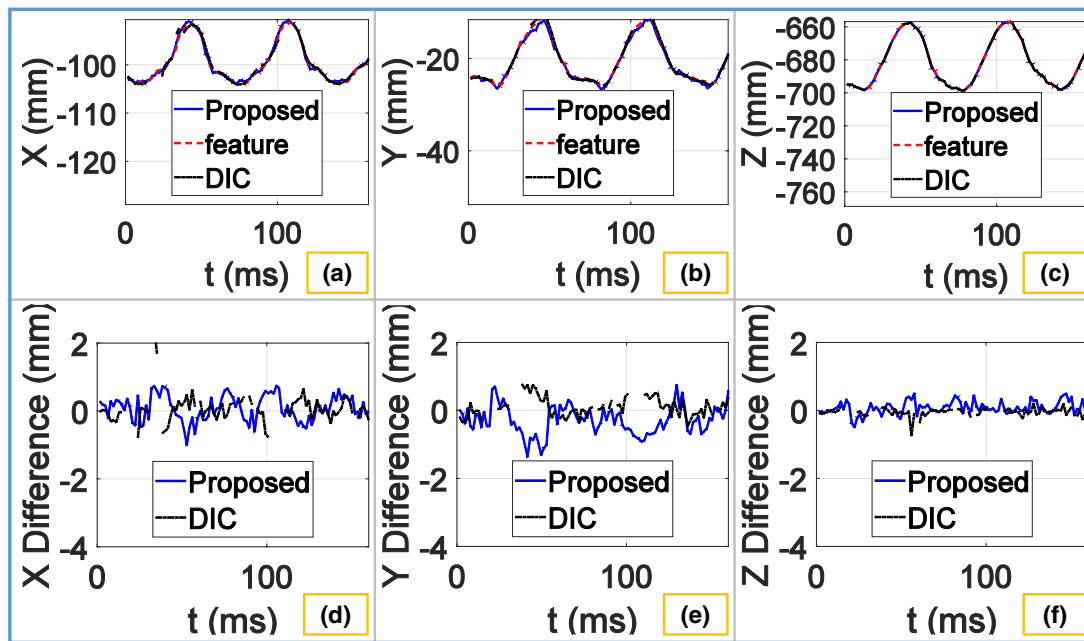 X (mm)
-100
-110
-120
Proposed
feature
DIC
0
100
t (ms)
(a)
Y (mm)
-20
-40
Proposed
feature
DIC
0
100
t (ms)
(b)
Z (mm)
-660
-680
-700
-720
-740
-760
Proposed
feature
DIC
0
100
t (ms)
(c)
X Difference (mm)
2
0
-2
-4
Proposed
DIC
0
100
t (ms)
(d)
Y Difference (mm)
2
0
-2
-4
Proposed
DIC
0
100
t (ms)
(e)
Z Difference (mm)
2
0
-2
-4
Proposed
DIC
0
100
t (ms)
(f)